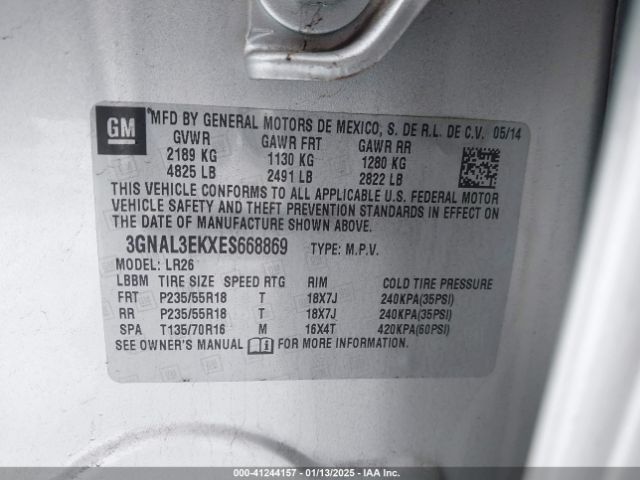 GM
MFD BY GENERAL MOTORS DE MEXICO, S. DE R.L. DE C.V. 05/14
GVWR GAWR FRT GAWR RR
2189 KG 1130 KG 1280 KG
4825 LB 2491 LB 2822 LB
THIS VEHICLE CONFORMS TO ALL APPLICABLE U.S. FEDERAL MOTOR
VEHICLE SAFETY AND THEFT PREVENTION STANDARDS IN EFFECT ON
THE DATE OF MANUFACTURE SHOWN ABOVE.
3GNAL3EKXES668869 TYPE: M.P.V.
MODEL: LR26
LBBM TIRE SIZE SPEED RTG RIM COLD TIRE PRESSURE
FRT P235/55R18 T 18X7J 240KPA(35PSI)
RR P235/55R18 T 18X7J 240KPA(35PSI)
SPA T135/70R16 M 16X4T 420KPA(60PSI)
SEE OWNER'S MANUAL FOR MORE INFORMATION.
000-41244157 - 01/13/2025 - IAA Inc.